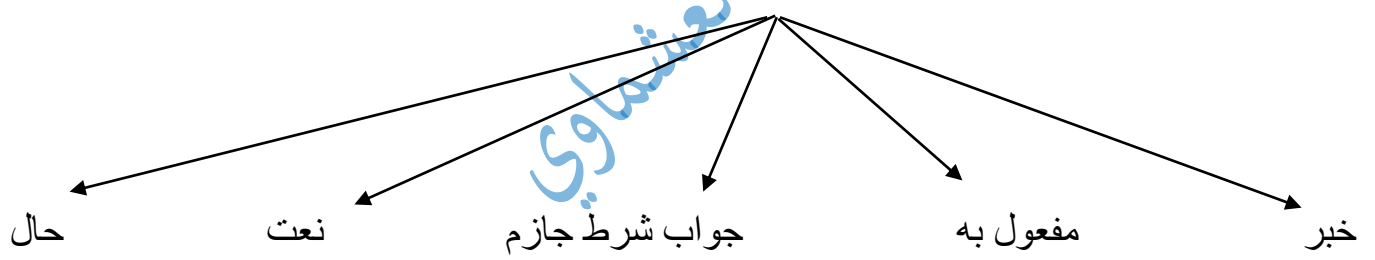 خبر مفعول به جواب شرط جازم نعت حال